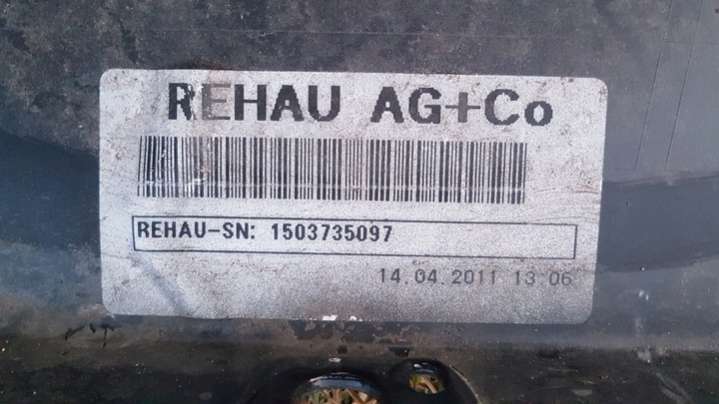 REHAU AG+Co
REHAU-SN: 1503735097
14.04.2011 13 06